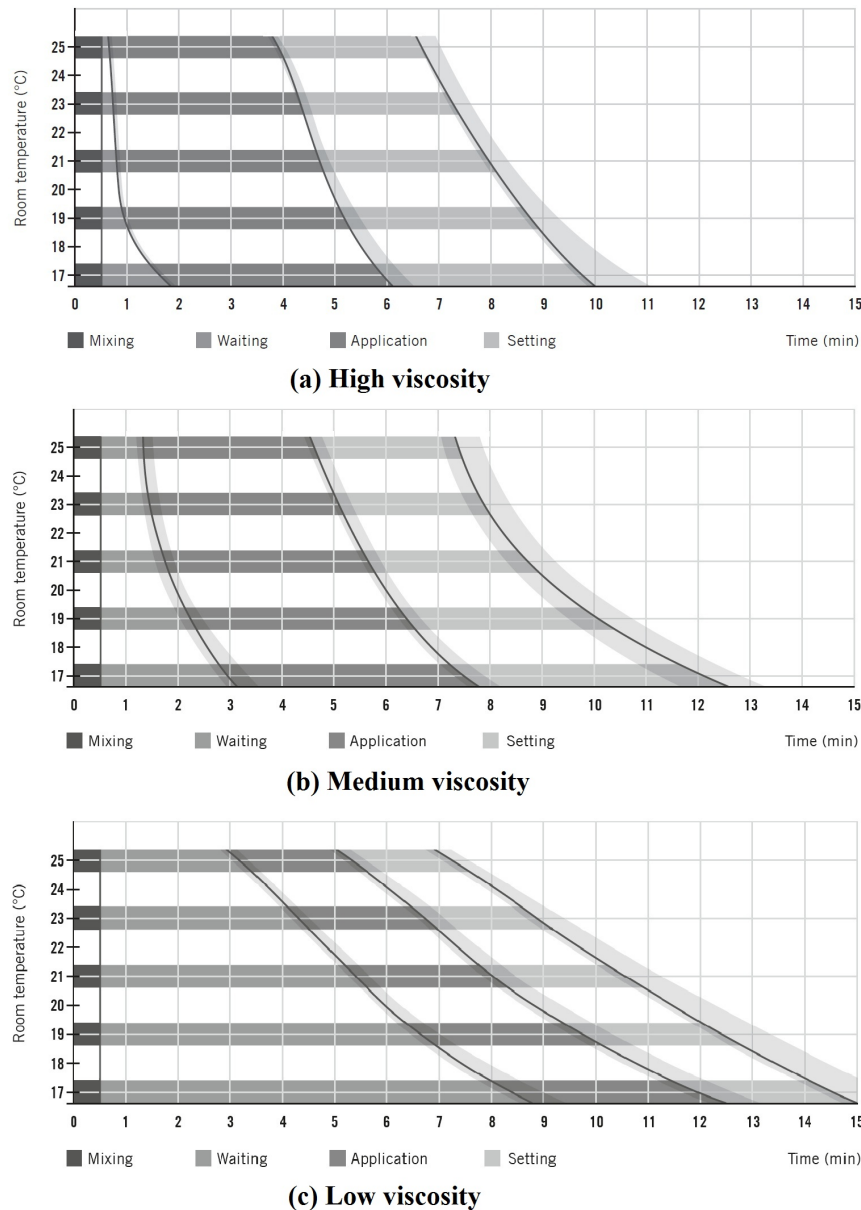 Room temperature (°C)
25
24
23
22
21
20
19
18
17
0 1 2 3 4 5 6 7 8 9 10 11 12 13 14 15
Mixing Waiting Application Setting Time (min)
(a) High viscosity
Room temperature (°C)
25
24
23
22
21
20
19
18
17
0 1 2 3 4 5 6 7 8 9 10 11 12 13 14 15
Mixing Waiting Application Setting Time (min)
(b) Medium viscosity
Room temperature (°C)
25
24
23
22
21
20
19
18
17
0 1 2 3 4 5 6 7 8 9 10 11 12 13 14 15
Mixing Waiting Application Setting Time (min)
(c) Low viscosity